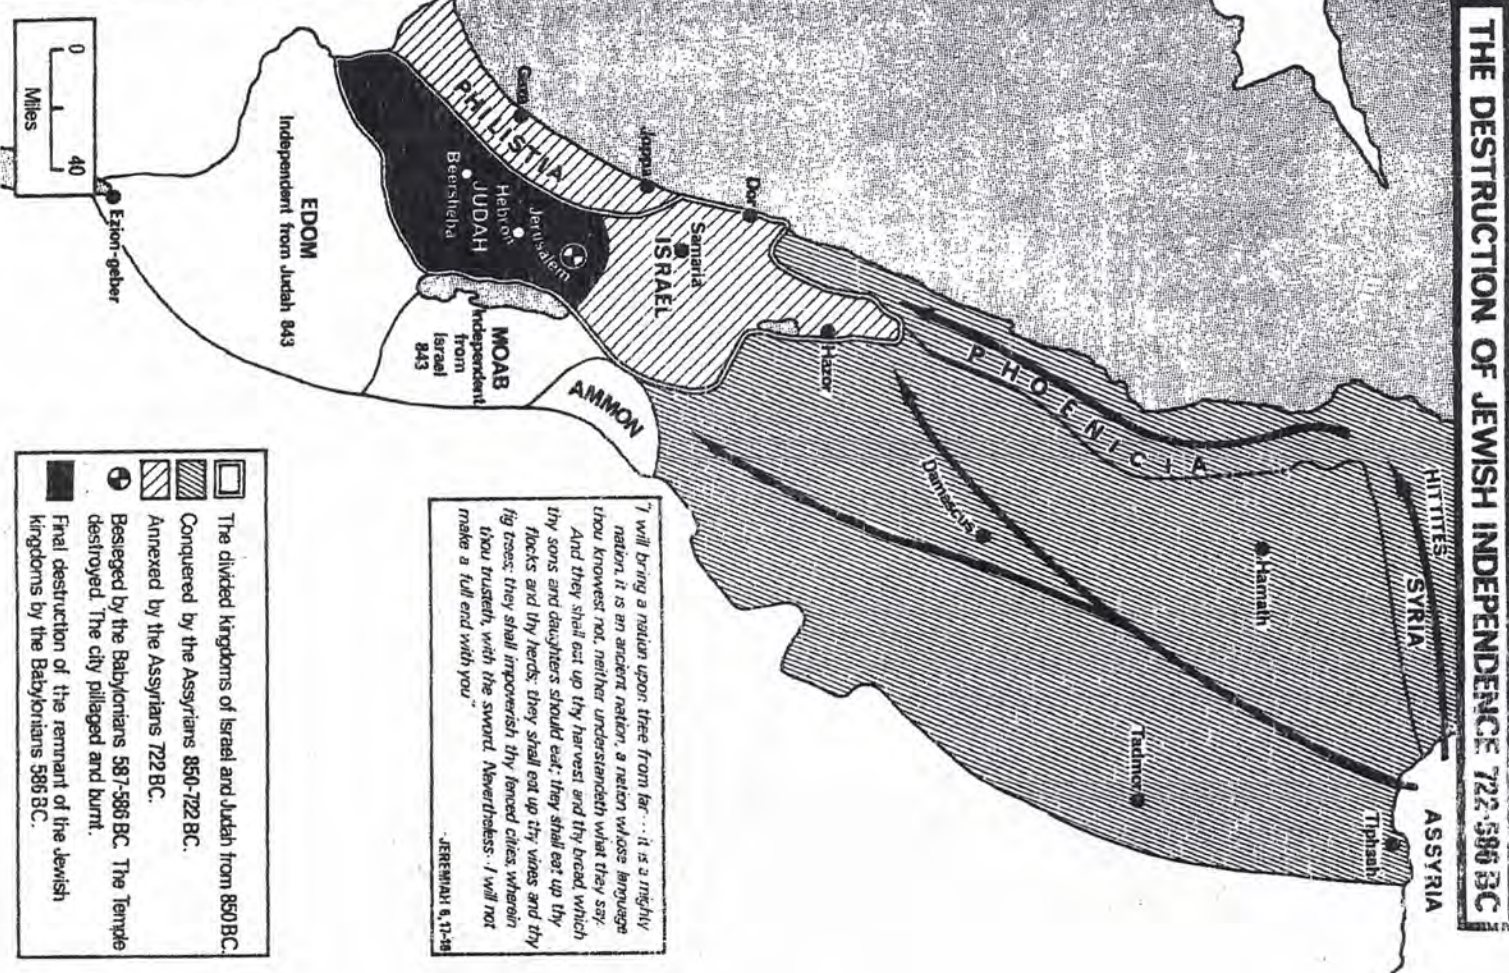 THE DESTRUCTION OF JEWISH INDEPENDENCE 722-586 BC
HITTITES
SYRIA
ASSYRIA
Tiphsah
Hamath
Tadmor
PHOENICIA
Damascus
Hazor
Dor
Samaria
ISRAEL
Joppa
AMMON
Gaza
PHILISTIA
Jerusalem
Hebron
JUDAH
Beersheba
MOAB
Independent
from
Israel
843
EDOM
Independent from Judah 843
Ezion-geber
0 40
Miles
"I will bring a nation upon thee from far ··· it is a mighty
nation, it is an ancient nation, a nation whose language
thou knowest not, neither understandeth what they say.
And they shall eat up thy harvest and thy bread, which
thy sons and daughters should eat; they shall eat up thy
flocks and thy herds; they shall eat up thy vines and thy
fig trees; they shall impoverish thy fenced cities, wherein
thou trusteth, with the sword. Nevertheless ·· I will not
make a full end with you"
JEREMIAH 6, 17-18
The divided kingdoms of Israel and Judah from 850 BC.
Conquered by the Assyrians 850-722 BC.
Annexed by the Assyrians 722 BC.
Besieged by the Babylonians 587-586 BC. The Temple
destroyed. The city pillaged and burnt.
Final destruction of the remnant of the Jewish
kingdoms by the Babylonians 586 BC.